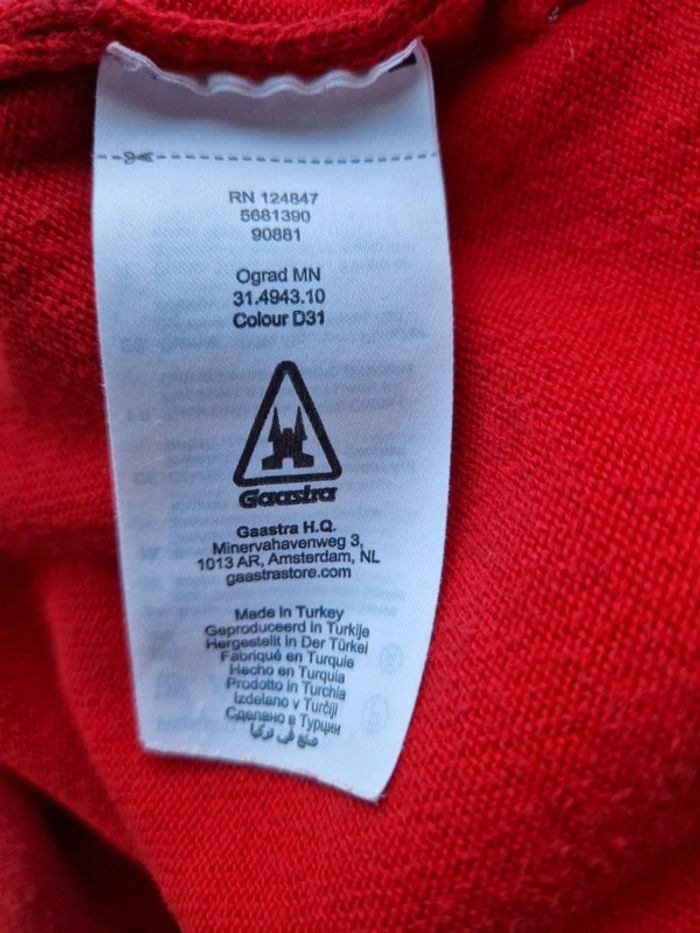 RN 124847
5681390
90881
Ograd MN
31.4943.10
Colour D31
Gaastra
Gaastra H.Q.
Minervahavenweg 3,
1013 AR, Amsterdam, NL
gaastrastore.com
Made in Turkey
Geproduceerd in Turkije
Hergestellt in Der Türkei
Fabriqué en Turquie
Hecho en Turquia
Prodotto in Turchia
Izdelano v Turčiji
Сделано в Турции
صنع في تركيا